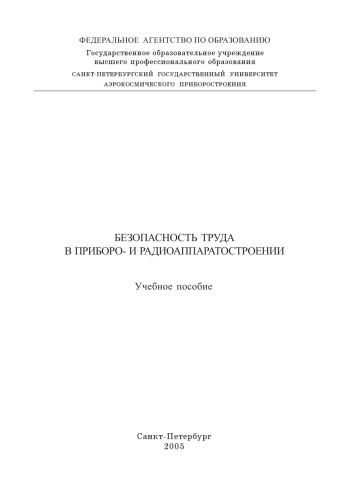 ФЕДЕРАЛЬНОЕ АГЕНТСТВО ПО ОБРАЗОВАНИЮ
Государственное образовательное учреждение
высшего профессионального образования
САНКТ-ПЕТЕРБУРГСКИЙ ГОСУДАРСТВЕННЫЙ УНИВЕРСИТЕТ
АЭРОКОСМИЧЕСКОГО ПРИБОРОСТРОЕНИЯ
БЕЗОПАСНОСТЬ ТРУДА
В ПРИБОРО- И РАДИОАППАРАТОСТРОЕНИИ
Учебное пособие
Санкт-Петербург
2005